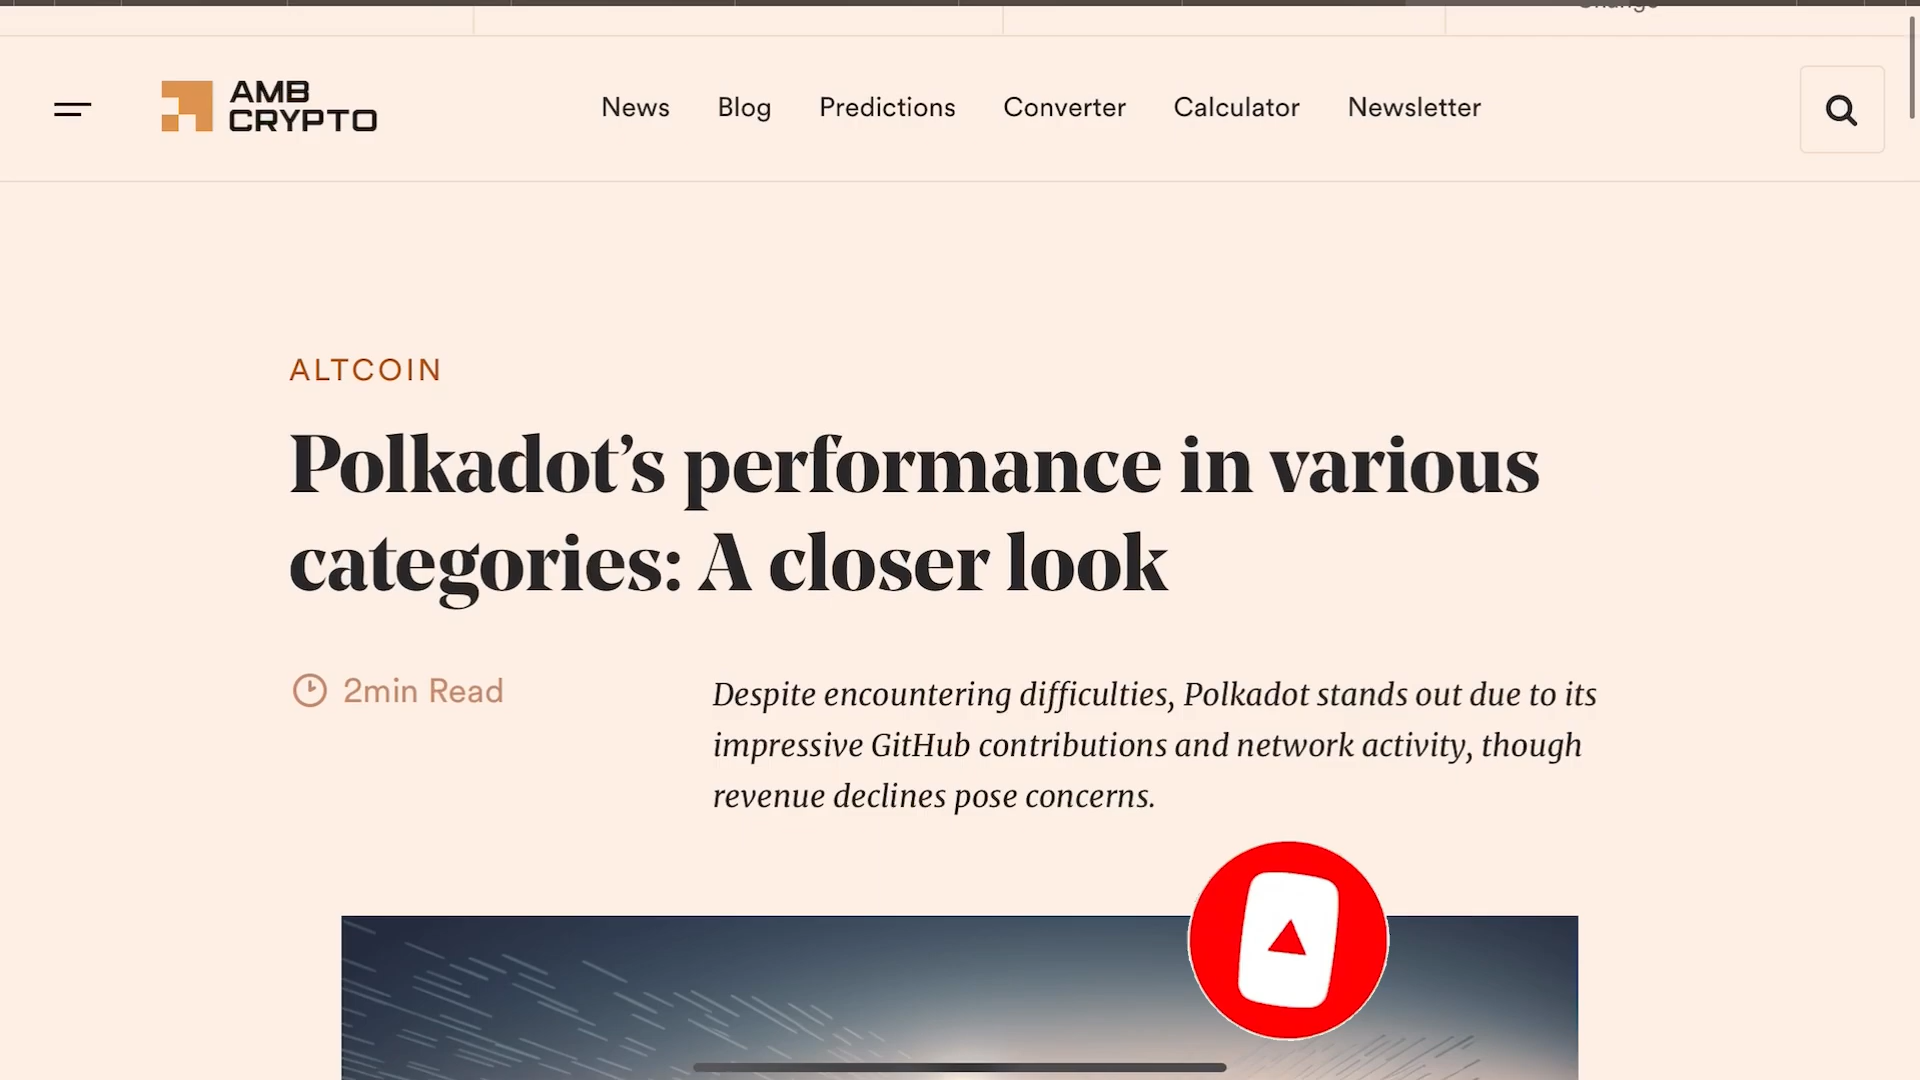 Change
AMB
CRYPTO
News
Blog
Predictions
Converter
Calculator
Newsletter
ALTCOIN
Polkadot’s performance in various
categories: A closer look
2min Read
Despite encountering difficulties, Polkadot stands out due to its
impressive GitHub contributions and network activity, though
revenue declines pose concerns.